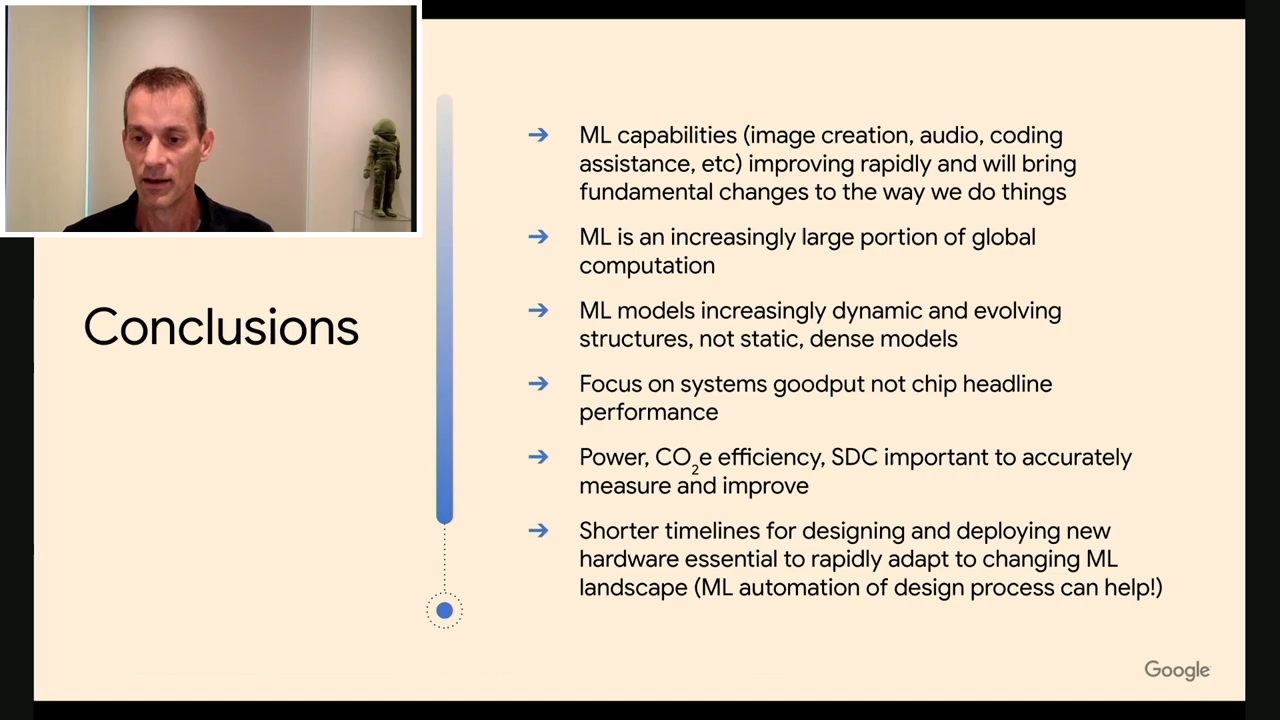 Conclusions
➔ ML capabilities (image creation, audio, coding
assistance, etc) improving rapidly and will bring
fundamental changes to the way we do things
➔ ML is an increasingly large portion of global
computation
➔ ML models increasingly dynamic and evolving
structures, not static, dense models
➔ Focus on systems goodput not chip headline
performance
➔ Power, CO₂e efficiency, SDC important to accurately
measure and improve
➔ Shorter timelines for designing and deploying new
hardware essential to rapidly adapt to changing ML
landscape (ML automation of design process can help!)
Google